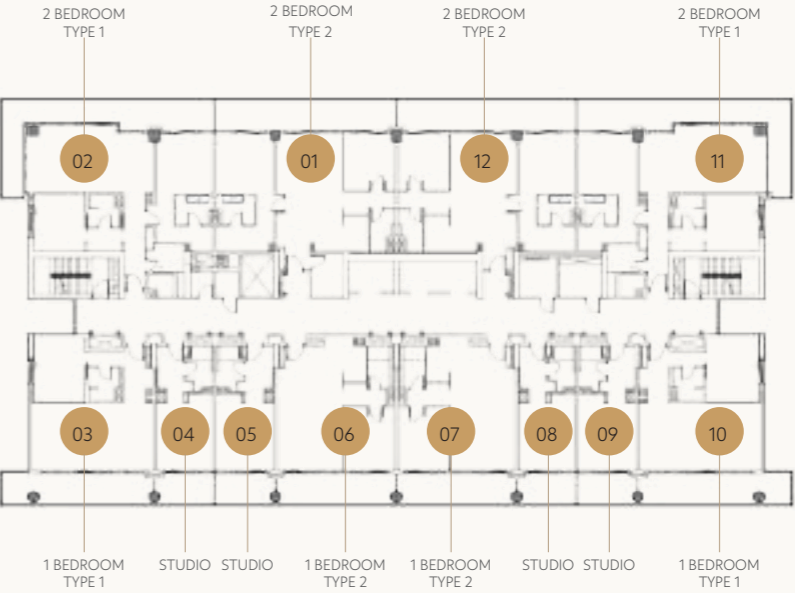 2 BEDROOM
TYPE 1
2 BEDROOM
TYPE 2
2 BEDROOM
TYPE 2
2 BEDROOM
TYPE 1
02
01
12
11
03
04
05
06
07
08
09
10
1 BEDROOM
TYPE 1
STUDIO
STUDIO
1 BEDROOM
TYPE 2
1 BEDROOM
TYPE 2
STUDIO
STUDIO
1 BEDROOM
TYPE 1